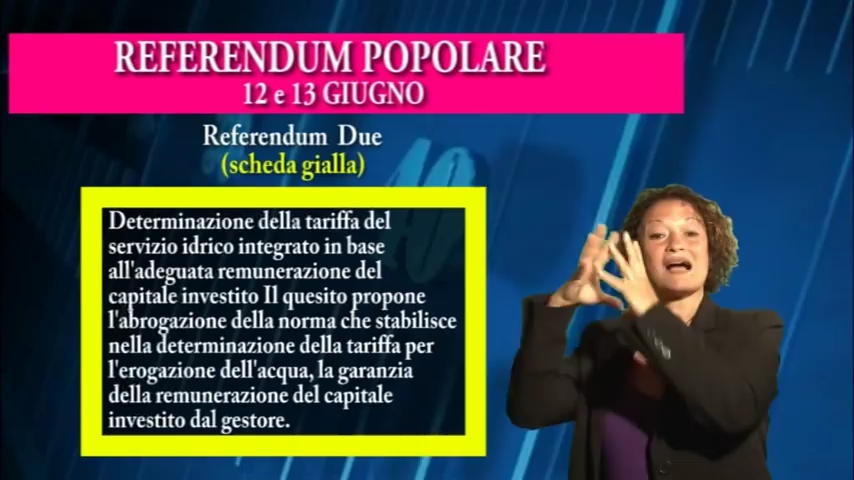 REFERENDUM POPOLARE
12 e 13 GIUGNO
Referendum Due
(scheda gialla)
Determinazione della tariffa del
servizio idrico integrato in base
all'adeguata remunerazione del
capitale investito Il quesito propone
l'abrogazione della norma che stabilisce
nella determinazione della tariffa per
l'erogazione dell'acqua, la garanzia
della remunerazione del capitale
investito dal gestore.